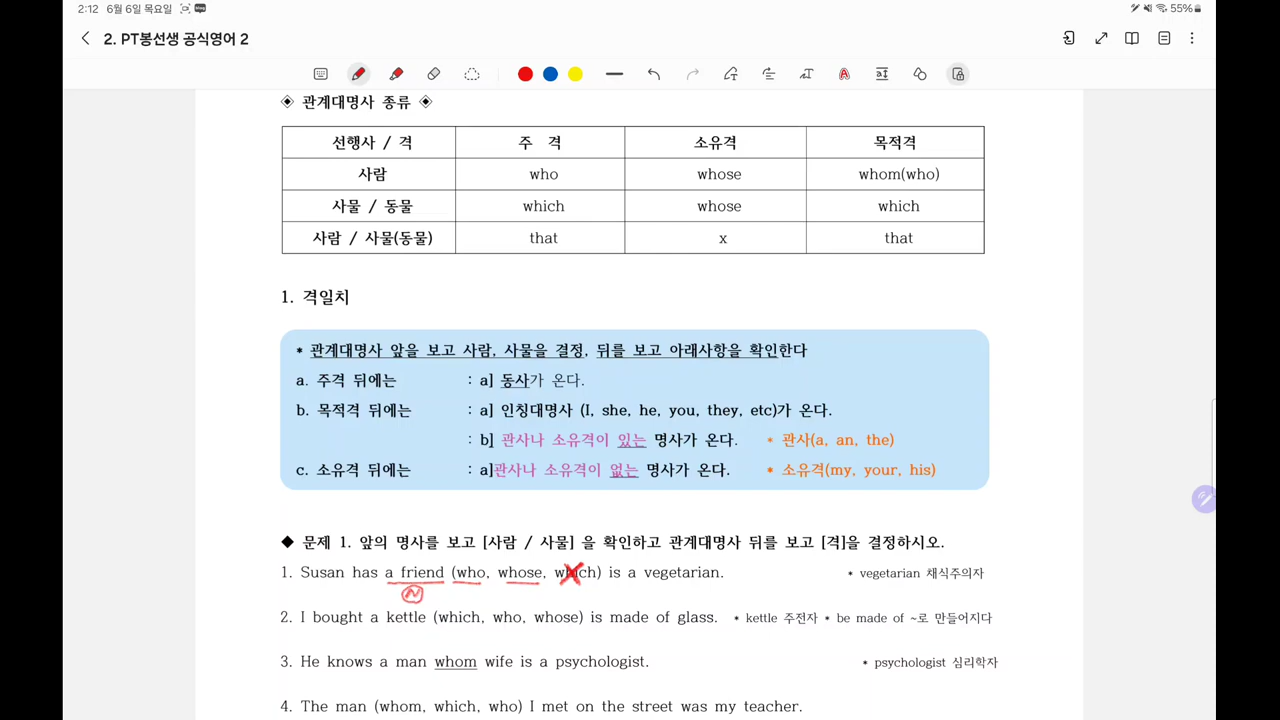 2:12 6월 6일 목요일 blog 55%
2. PT봉선생 공식영어 2
◈ 관계대명사 종류 ◈
선행사 / 격 주 격 소유격 목적격
사람 who whose whom(who)
사물 / 동물 which whose which
사람 / 사물(동물) that x that
1. 격일치
* 관계대명사 앞을 보고 사람, 사물을 결정, 뒤를 보고 아래사항을 확인한다
a. 주격 뒤에는 : a] 동사가 온다.
b. 목적격 뒤에는 : a] 인칭대명사 (I, she, he, you, they, etc)가 온다.
: b] 관사나 소유격이 있는 명사가 온다. * 관사(a, an, the)
c. 소유격 뒤에는 : a]관사나 소유격이 없는 명사가 온다. * 소유격(my, your, his)
◆ 문제 1. 앞의 명사를 보고 [사람 / 사물] 을 확인하고 관계대명사 뒤를 보고 [격]을 결정하시오.
1. Susan has a friend (who, whose, which) is a vegetarian. * vegetarian 채식주의자
N
2. I bought a kettle (which, who, whose) is made of glass. * kettle 주전자 * be made of ~로 만들어지다
3. He knows a man whom wife is a psychologist. * psychologist 심리학자
4. The man (whom, which, who) I met on the street was my teacher.